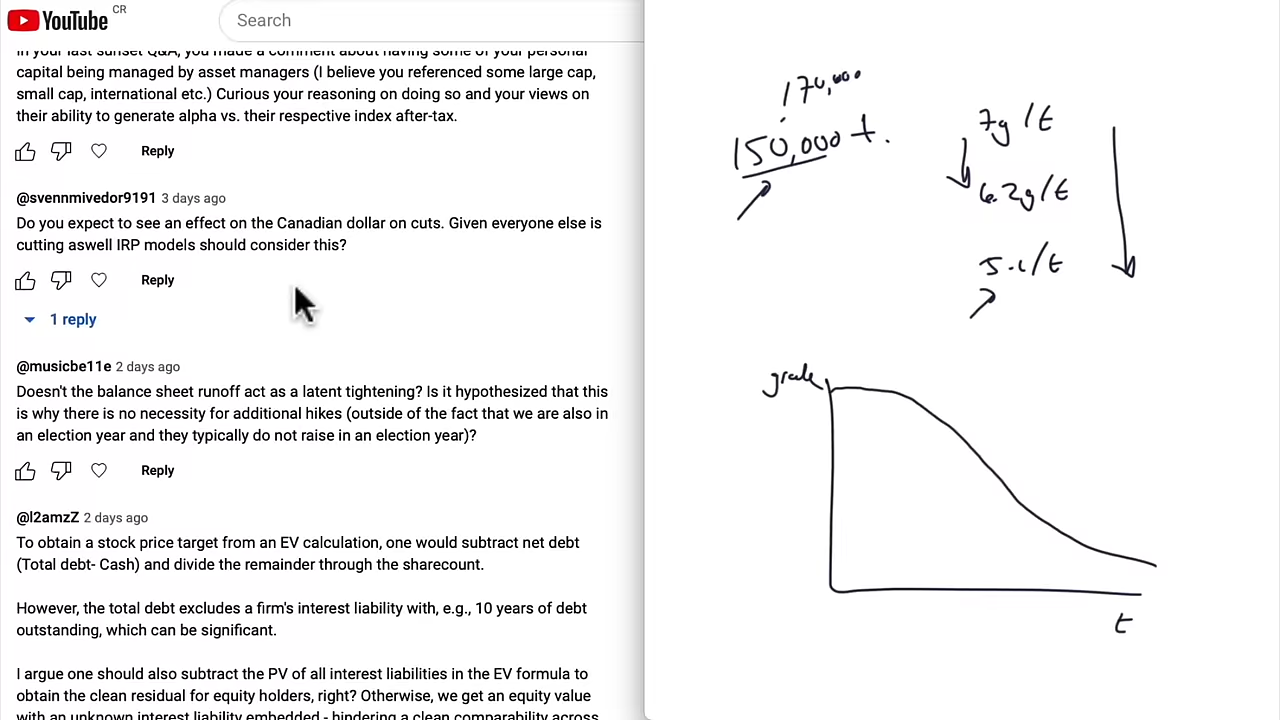 YouTube CR
Search
In your last sunset Q&A, you made a comment about having some of your personal
capital being managed by asset managers (I believe you referenced some large cap,
small cap, international etc.) Curious your reasoning on doing so and your views on
their ability to generate alpha vs. their respective index after-tax.
Reply
@svennmivedor9191 3 days ago
Do you expect to see an effect on the Canadian dollar on cuts. Given everyone else is
cutting aswell IRP models should consider this?
Reply
1 reply
@musicbe11e 2 days ago
Doesn't the balance sheet runoff act as a latent tightening? Is it hypothesized that this
is why there is no necessity for additional hikes (outside of the fact that we are also in
an election year and they typically do not raise in an election year)?
Reply
@l2amzZ 2 days ago
To obtain a stock price target from an EV calculation, one would subtract net debt
(Total debt- Cash) and divide the remainder through the sharecount.
However, the total debt excludes a firm's interest liability with, e.g., 10 years of debt
outstanding, which can be significant.
I argue one should also subtract the PV of all interest liabilities in the EV formula to
obtain the clean residual for equity holders, right? Otherwise, we get an equity value
with an unknown interest liability embedded - hindering a clean comparability across
170,000
150,000 t.
7g/t
6.2g/t
grade
t